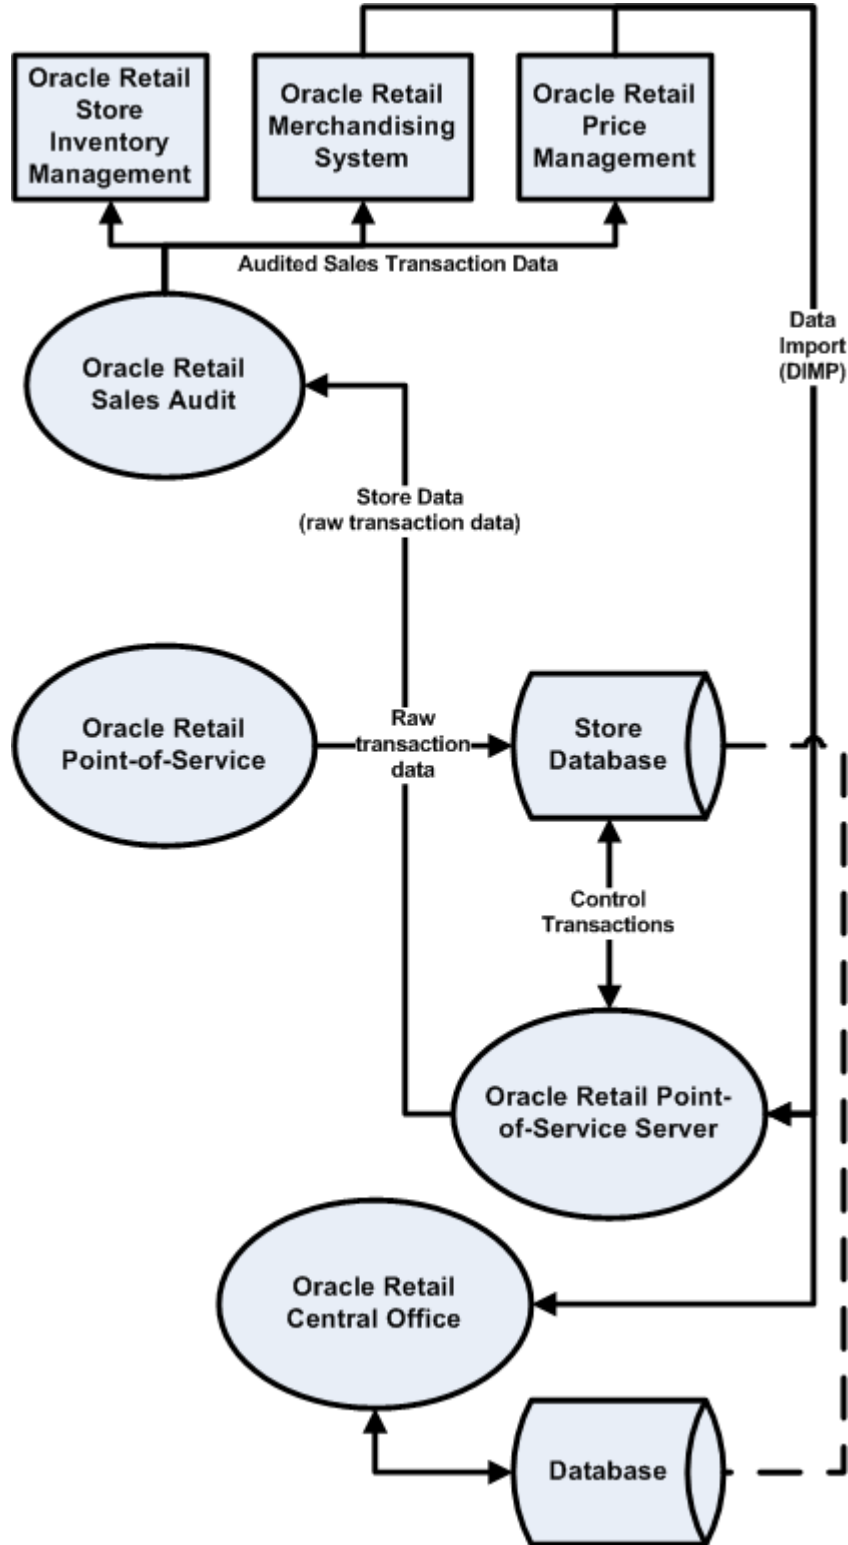 Oracle Retail
Store
Inventory
Management
Oracle Retail
Merchandising
System
Oracle Retail
Price
Management
Audited Sales Transaction Data
Data
Import
(DIMP)
Oracle Retail
Sales Audit
Store Data
(raw transaction data)
Oracle Retail
Point-of-Service
Raw
transaction
data
Store
Database
Control
Transactions
Oracle Retail Point-
of-Service Server
Oracle Retail
Central Office
Database